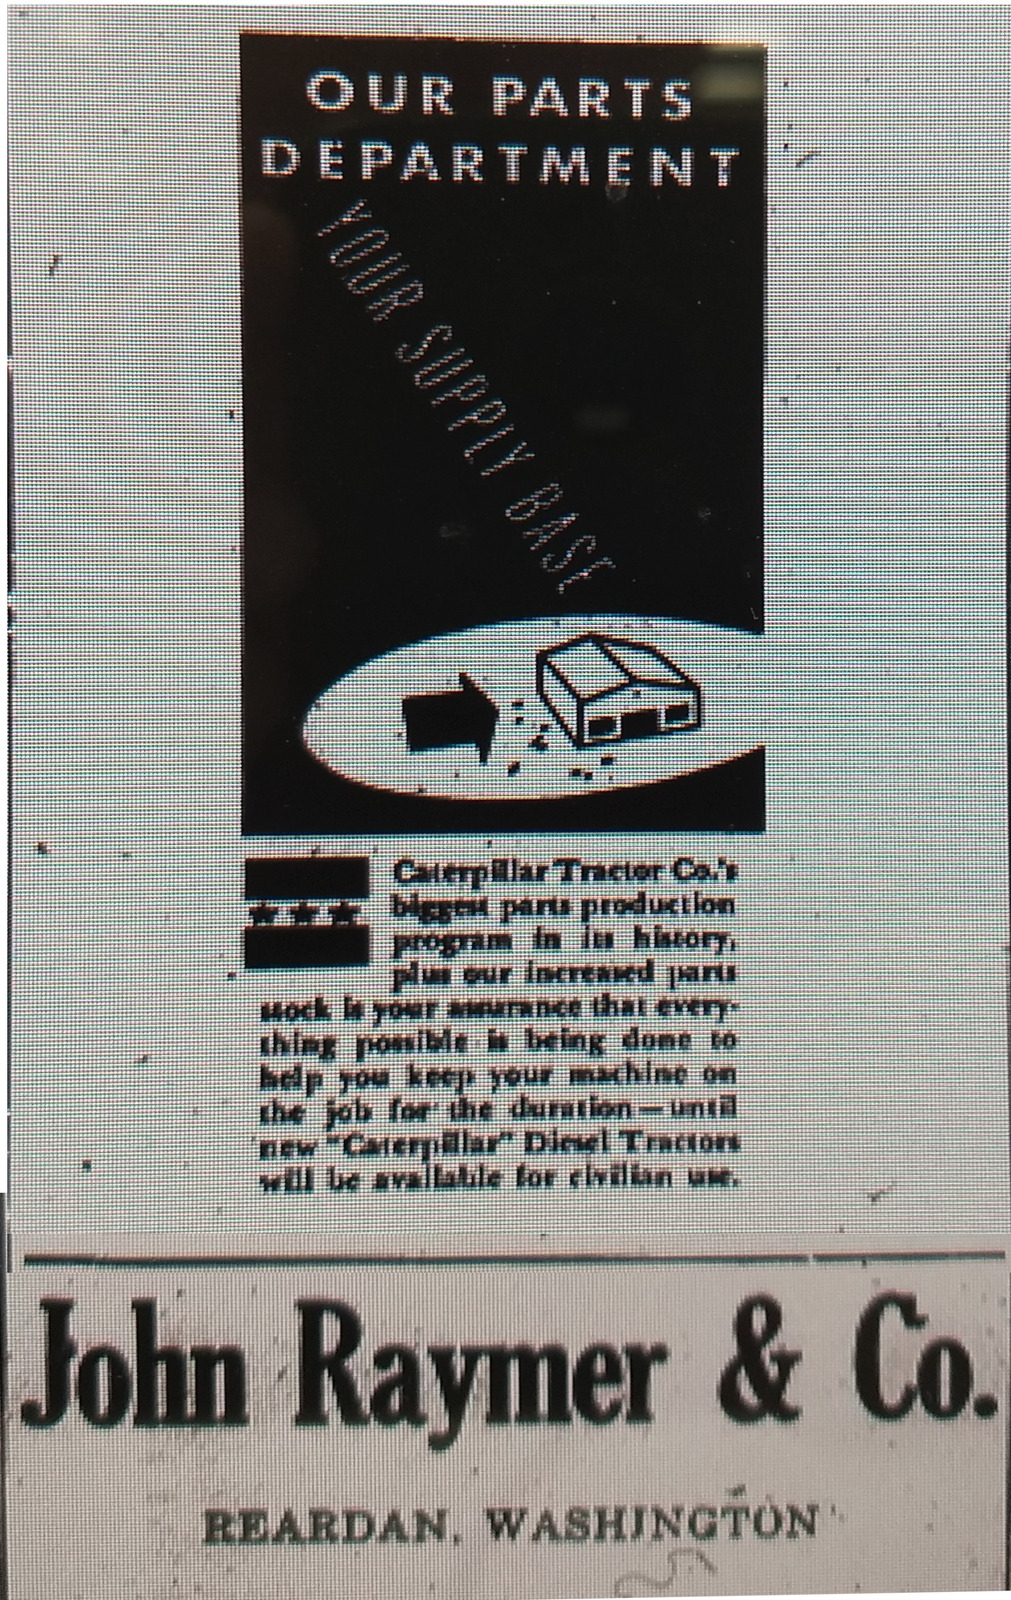 OUR PARTS
DEPARTMENT
YOUR SUPPLY BASE
Caterpillar Tractor Co.'s
biggest parts production
program in its history,
plus our increased parts
stock is your assurance that every-
thing possible is being done to
help you keep your machine on
the job for the duration—until
new "Caterpillar" Diesel Tractors
will be available for civilian use.
John Raymer & Co.
REARDAN, WASHINGTON